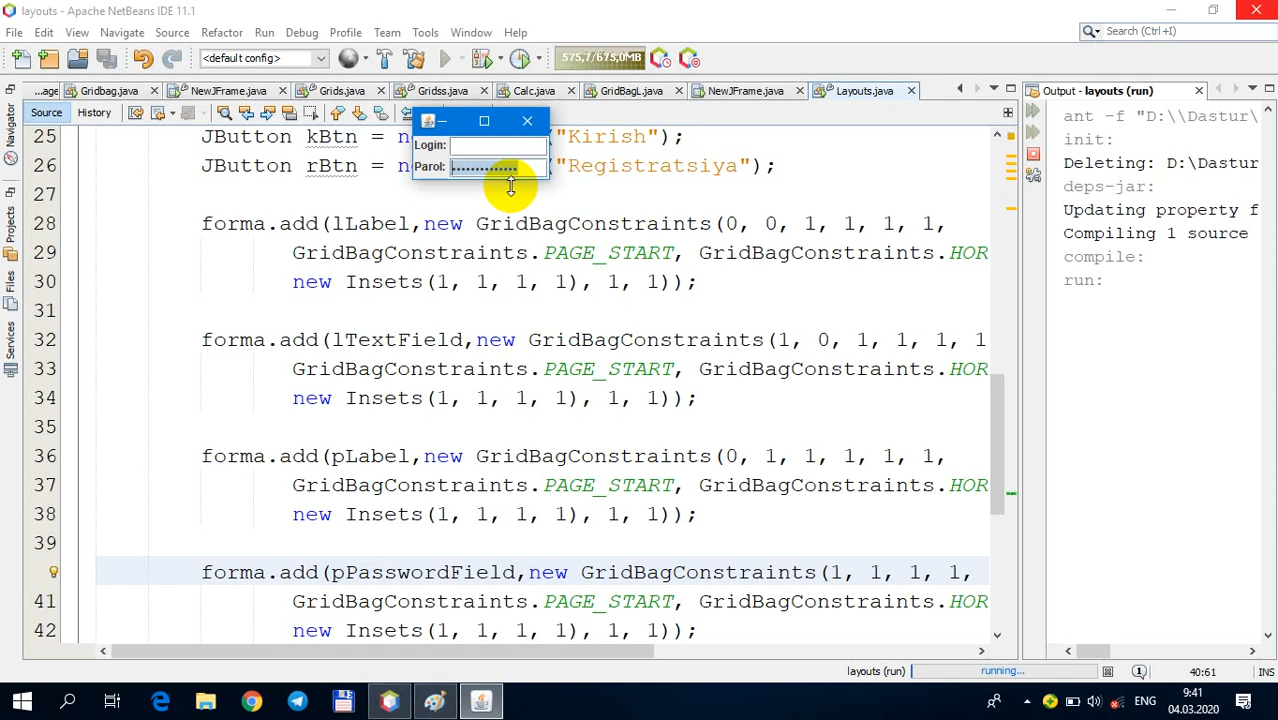 layouts - Apache NetBeans IDE 11.1
File Edit View Navigate Source Refactor Run Debug Profile Team Tools Window Help
Search (Ctrl+I)
<default config>
575,7/675,0MB
...age Gridbag.java NewJFrame.java Grids.java Gridss.java Calc.java GridBagL.java NewJFrame.java Layouts.java
Output - layouts (run)
Source History
25 JButton kBtn = ne ("Kirish");
26 JButton rBtn = ne ("Registratsiya");
27
28 forma.add(lLabel,new GridBagConstraints(0, 0, 1, 1, 1, 1,
29 GridBagConstraints.PAGE_START, GridBagConstraints.HOR
30 new Insets(1, 1, 1, 1), 1, 1));
31
32 forma.add(lTextField,new GridBagConstraints(1, 0, 1, 1, 1, 1
33 GridBagConstraints.PAGE_START, GridBagConstraints.HOR
34 new Insets(1, 1, 1, 1), 1, 1));
35
36 forma.add(pLabel,new GridBagConstraints(0, 1, 1, 1, 1, 1,
37 GridBagConstraints.PAGE_START, GridBagConstraints.HOR
38 new Insets(1, 1, 1, 1), 1, 1));
39
forma.add(pPasswordField,new GridBagConstraints(1, 1, 1, 1,
41 GridBagConstraints.PAGE_START, GridBagConstraints.HOR
42 new Insets(1, 1, 1, 1), 1, 1));
Login:
Parol:
Navigator
Projects
Files
Services
ant -f "D:\\Dastur
init:
Deleting: D:\Dastur
deps-jar:
Updating property f
Compiling 1 source
compile:
run:
layouts (run) running... 1 40:61 INS
ENG
9:41
04.03.2020